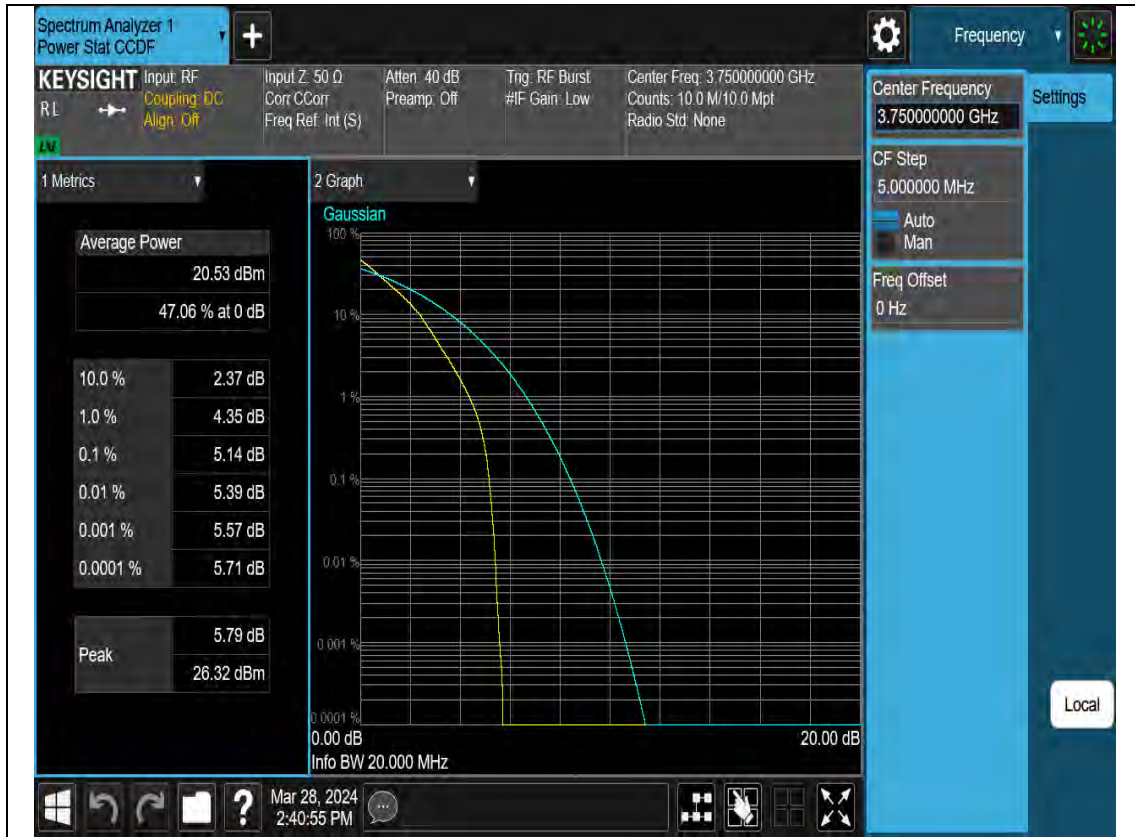 Spectrum Analyzer 1
Power Stat CCDF
Frequency
KEYSIGHT
RL
LNI
Input: RF
Coupling: DC
Align: Off
Input Z: 50 Ω
Corr CCorr
Freq Ref: Int (S)
Atten: 40 dB
Preamp: Off
Trig: RF Burst
#IF Gain: Low
Center Freq: 3.750000000 GHz
Counts: 10.0 M/10.0 Mpt
Radio Std: None
Center Frequency
3.750000000 GHz
Settings
CF Step
5.000000 MHz
Auto
Man
Freq Offset
0 Hz
1 Metrics
Average Power
20.53 dBm
47.06 % at 0 dB
10.0 % 2.37 dB
1.0 % 4.35 dB
0.1 % 5.14 dB
0.01 % 5.39 dB
0.001 % 5.57 dB
0.0001 % 5.71 dB
Peak
5.79 dB
26.32 dBm
2 Graph
Gaussian
100 %
10 %
1 %
0.1 %
0.01 %
0.001 %
0.0001 %
0.00 dB 20.00 dB
Info BW 20.000 MHz
Local
?
Mar 28, 2024
2:40:55 PM